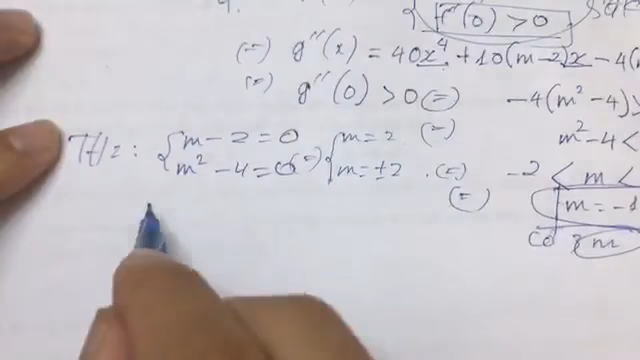 f''(0) > 0
(=) g''(x) = 40x⁴ + 10(m-2)x - 4(m
(=) g''(0) > 0 (=) -4(m²-4) >
TH2: { m - 2 = 0 (=) { m = 2 (=) m² - 4 <
m² - 4 = 0 m = ±2 . (=) -2 < m <
(=) m = -1
Có 3 m